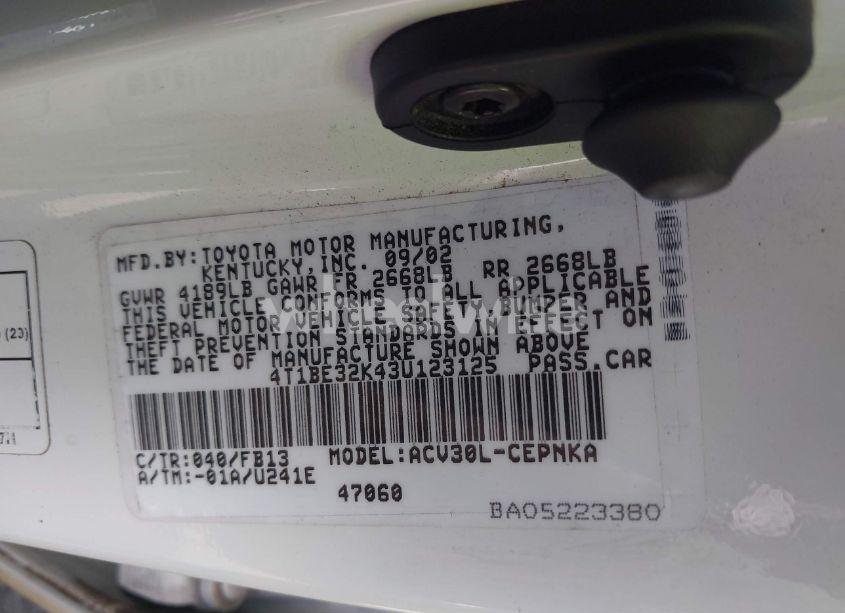 MFD.BY:TOYOTA MOTOR MANUFACTURING,
KENTUCKY,INC. 09/02
GVWR 4189LB GAWR FR 2668LB RR 2668LB
THIS VEHICLE CONFORMS TO ALL APPLICABLE
FEDERAL MOTOR VEHICLE SAFETY,BUMPER AND
THEFT PREVENTION STANDARDS IN EFFECT ON
THE DATE OF MANUFACTURE SHOWN ABOVE
4T1BE32K43U123125 PASS.CAR
C/TR:040/FB13 MODEL:ACV30L-CEPNKA
A/TM:-01A/U241E
47060
BA05223380
(23)